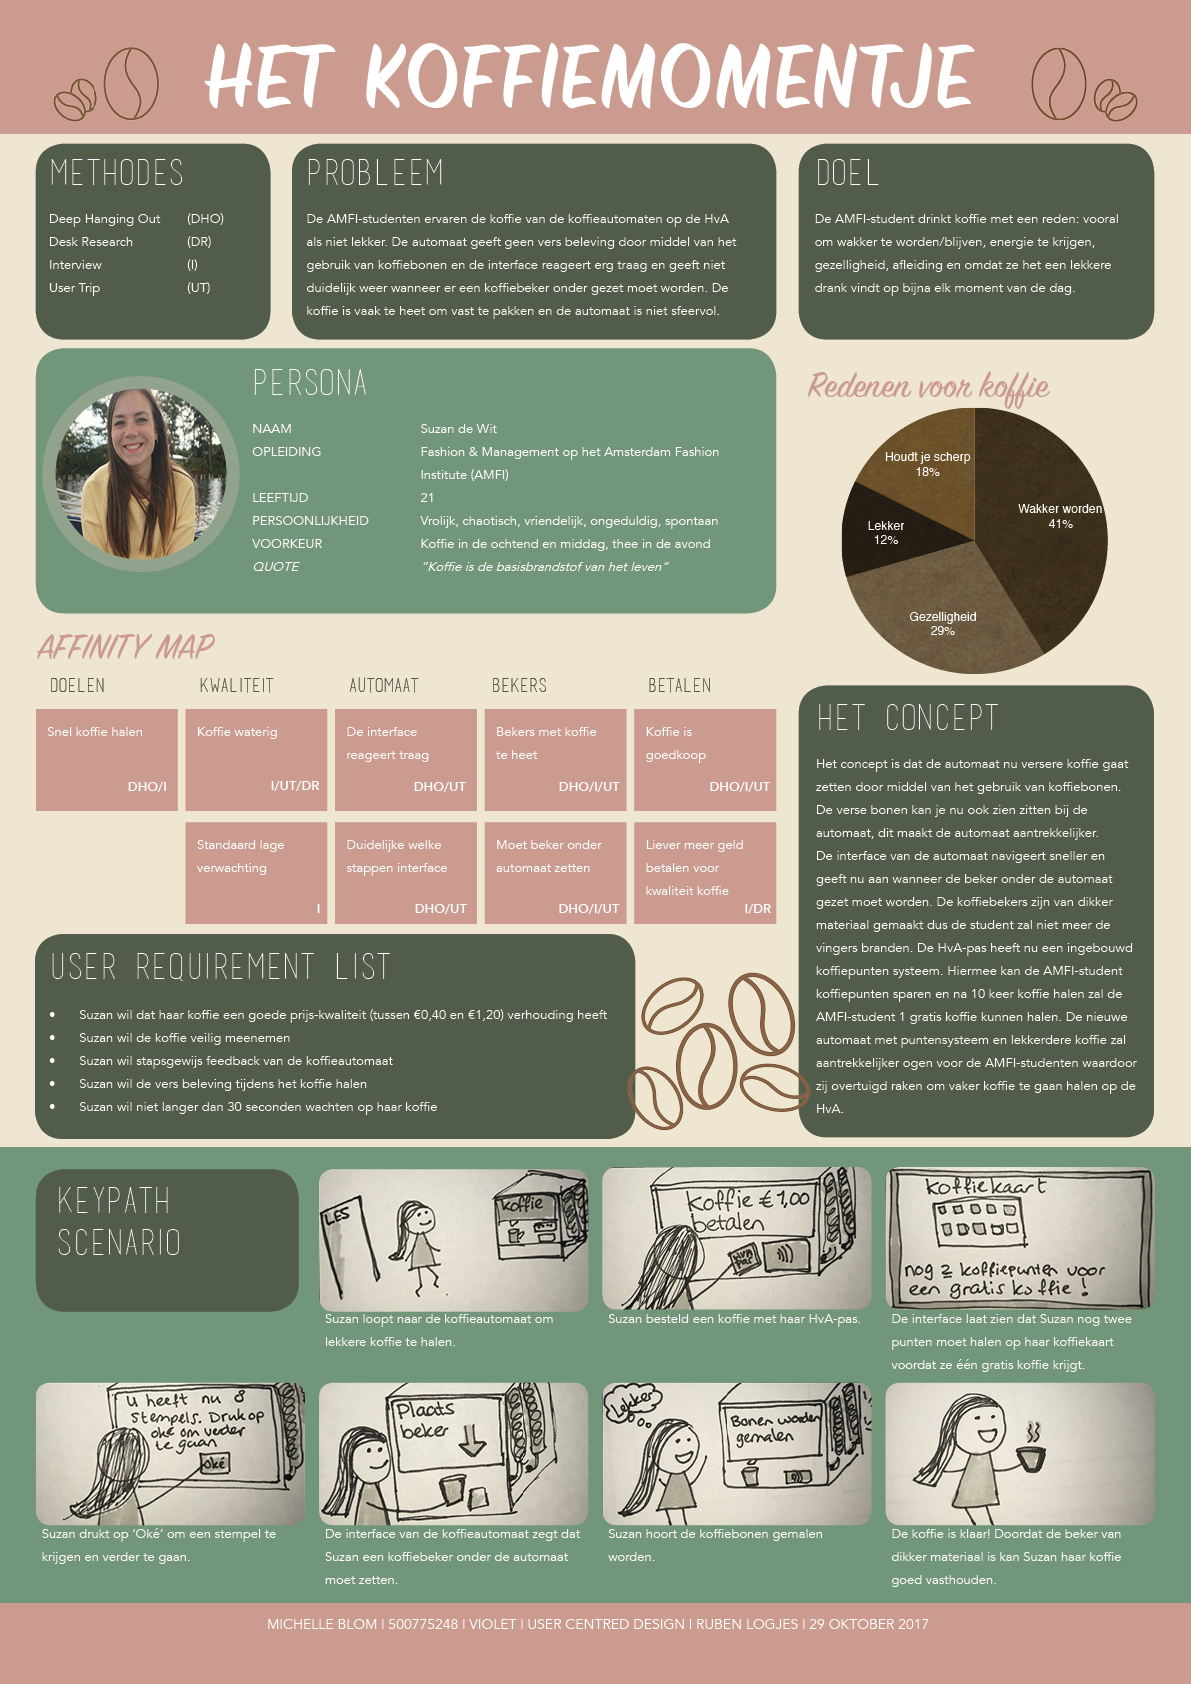 HET KOFFIEMOMENTJE
METHODES
Deep Hanging Out (DHO)
Desk Research (DR)
Interview (I)
User Trip (UT)
PROBLEEM
De AMFI-studenten ervaren de koffie van de koffieautomaten op de HvA
als niet lekker. De automaat geeft geen vers beleving door middel van het
gebruik van koffiebonen en de interface reageert erg traag en geeft niet
duidelijk weer wanneer er een koffiebeker onder gezet moet worden. De
koffie is vaak te heet om vast te pakken en de automaat is niet sfeervol.
DOEL
De AMFI-student drinkt koffie met een reden: vooral
om wakker te worden/blijven, energie te krijgen,
gezelligheid, afleiding en omdat ze het een lekkere
drank vindt op bijna elk moment van de dag.
PERSONA
NAAM Suzan de Wit
OPLEIDING Fashion & Management op het Amsterdam Fashion
Institute (AMFI)
LEEFTIJD 21
PERSOONLIJKHEID Vrolijk, chaotisch, vriendelijk, ongeduldig, spontaan
VOORKEUR Koffie in de ochtend en middag, thee in de avond
QUOTE “Koffie is de basisbrandstof van het leven”
Redenen voor koffie
Houdt je scherp
18%
Wakker worden
41%
Lekker
12%
Gezelligheid
29%
AFFINITY MAP
DOELEN
Snel koffie halen
DHO/I
KWALITEIT
Koffie waterig
I/UT/DR
Standaard lage
verwachting
I
AUTOMAAT
De interface
reageert traag
DHO/UT
Duidelijke welke
stappen interface
DHO/UT
BEKERS
Bekers met koffie
te heet
DHO/I/UT
Moet beker onder
automaat zetten
DHO/I/UT
BETALEN
Koffie is
goedkoop
DHO/I/UT
Liever meer geld
betalen voor
kwaliteit koffie
I/DR
HET CONCEPT
Het concept is dat de automaat nu versere koffie gaat
zetten door middel van het gebruik van koffiebonen.
De verse bonen kan je nu ook zien zitten bij de
automaat, dit maakt de automaat aantrekkelijker.
De interface van de automaat navigeert sneller en
geeft nu aan wanneer de beker onder de automaat
gezet moet worden. De koffiebekers zijn van dikker
materiaal gemaakt dus de student zal niet meer de
vingers branden. De HvA-pas heeft nu een ingebouwd
koffiepunten systeem. Hiermee kan de AMFI-student
koffiepunten sparen en na 10 keer koffie halen zal de
AMFI-student 1 gratis koffie kunnen halen. De nieuwe
automaat met puntensysteem en lekkerdere koffie zal
aantrekkelijker ogen voor de AMFI-studenten waardoor
zij overtuigd raken om vaker koffie te gaan halen op de
HvA.
USER REQUIREMENT LIST
• Suzan wil dat haar koffie een goede prijs-kwaliteit (tussen €0,40 en €1,20) verhouding heeft
• Suzan wil de koffie veilig meenemen
• Suzan wil stapsgewijs feedback van de koffieautomaat
• Suzan wil de vers beleving tijdens het koffie halen
• Suzan wil niet langer dan 30 seconden wachten op haar koffie
KEYPATH
SCENARIO
LES
koffie
Suzan loopt naar de koffieautomaat om
lekkere koffie te halen.
Koffie €1,00
betalen
HVA
pas
Suzan besteld een koffie met haar HvA-pas.
koffiekaart
nog 2 koffiepunten voor
een gratis koffie!
De interface laat zien dat Suzan nog twee
punten moet halen op haar koffiekaart
voordat ze één gratis koffie krijgt.
U heeft nu 8
stempels. Druk op
oké om verder
te gaan
oké
Suzan drukt op ‘Oké’ om een stempel te
krijgen en verder te gaan.
Plaats
beker
De interface van de koffieautomaat zegt dat
Suzan een koffiebeker onder de automaat
moet zetten.
lekker
Bonen worden
gemalen
Suzan hoort de koffiebonen gemalen
worden.
De koffie is klaar! Doordat de beker van
dikker materiaal is kan Suzan haar koffie
goed vasthouden.
MICHELLE BLOM | 500775248 | VIOLET | USER CENTRED DESIGN | RUBEN LOGJES | 29 OKTOBER 2017